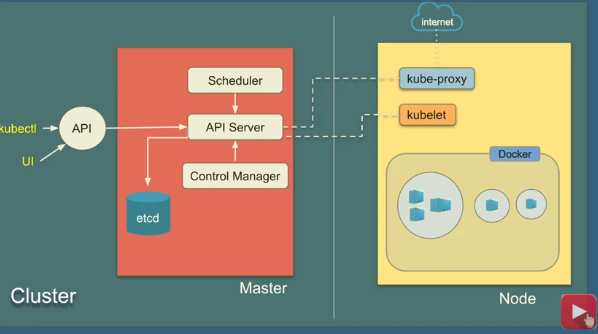 internet
Scheduler
kube-proxy
kubectl
API
API Server
kubelet
UI
Control Manager
Docker
etcd
Cluster
Master
Node